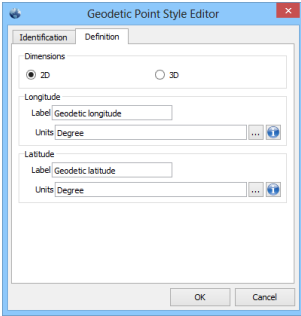 Geodetic Point Style Editor
Identification Definition
Dimensions
2D 3D
Longitude
Label Geodetic longitude
Units Degree ...
Latitude
Label Geodetic latitude
Units Degree ...
OK Cancel